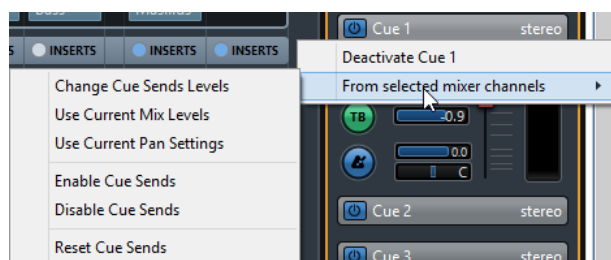 Cue 1 stereo
S INSERTS INSERTS INSERTS
Deactivate Cue 1
From selected mixer channels
Change Cue Sends Levels
Use Current Mix Levels
Use Current Pan Settings
Enable Cue Sends
Disable Cue Sends
Reset Cue Sends
TB -0.9
0.0
C
Cue 2 stereo
Cue 3 stereo